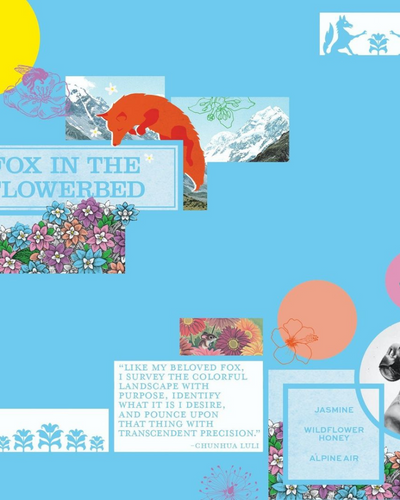 FOX IN THE
FLOWERBED
“LIKE MY BELOVED FOX,
I SURVEY THE COLORFUL
LANDSCAPE WITH
PURPOSE, IDENTIFY
WHAT IT IS I DESIRE,
AND POUNCE UPON
THAT THING WITH
TRANSCENDENT PRECISION.”
–CHUNHUA LULI
JASMINE
WILDFLOWER
HONEY
ALPINE AIR